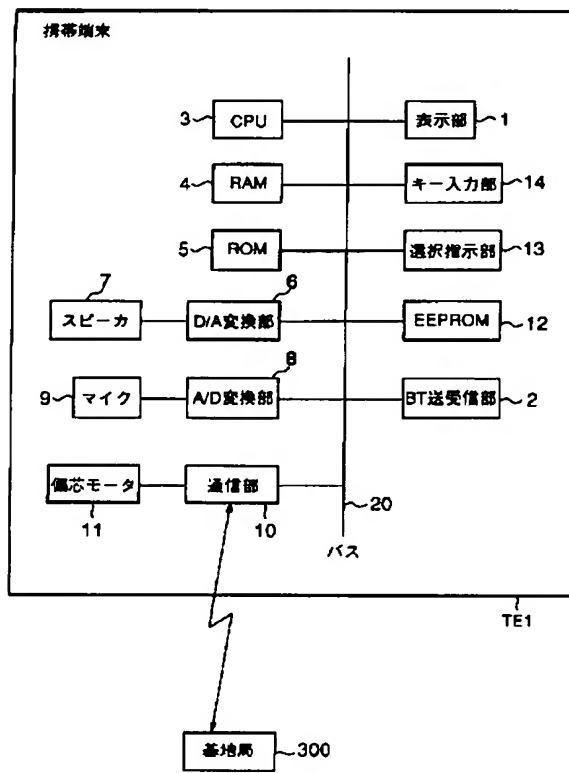 携帯端末
3 CPU 表示部 1
4 RAM キー入力部 14
5 ROM 選択指示部 13
7 6
スピーカ D/A変換部 EEPROM 12
8
9 マイク A/D変換部 BT送受信部 2
偏芯モータ 通信部
11 10 20
バス
TE1
基地局 300